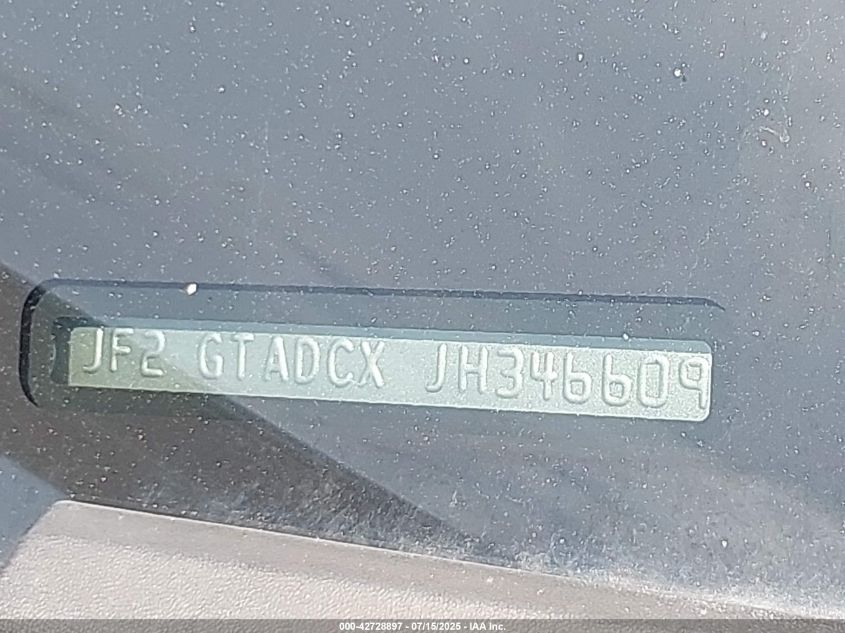 JF2 GTADCX JH346609
000-42728897 - 07/15/2025 - IAA Inc.